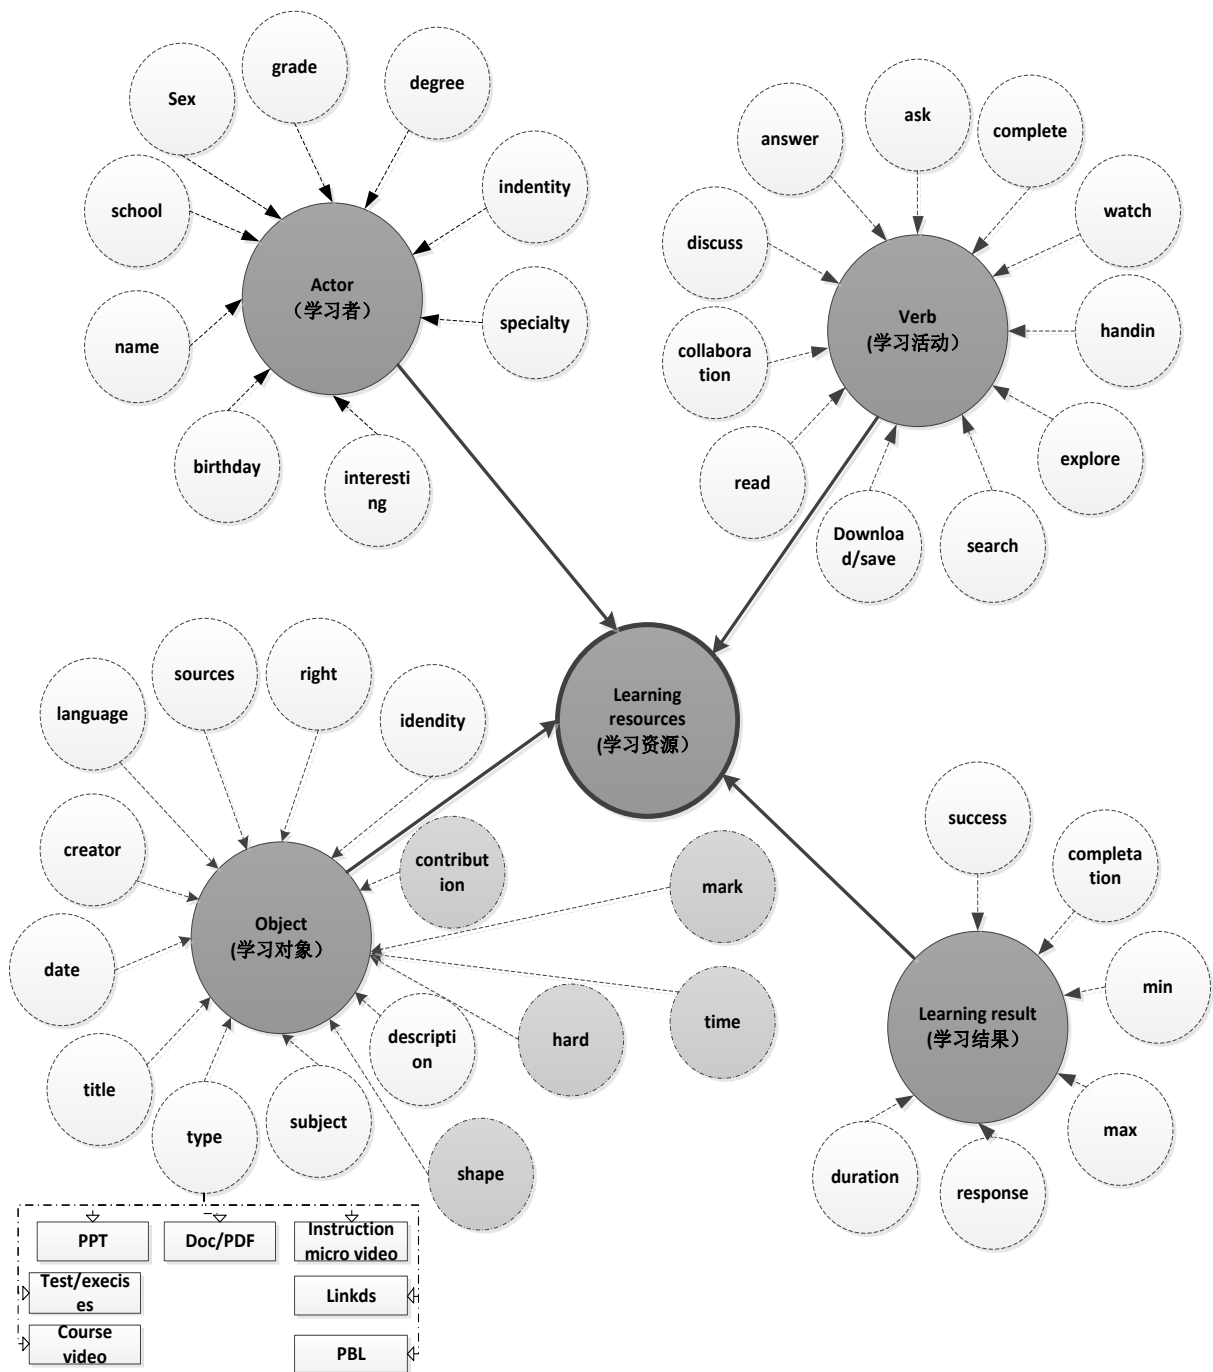 grade
degree
Sex
indentity
school
Actor
（学习者）
specialty
name
birthday
interesti
ng
ask
complete
answer
watch
discuss
Verb
(学习活动）
handin
collabora
tion
explore
read
Downloa
d/save
search
Learning
resources
(学习资源）
sources
right
language
idendity
creator
contribut
ion
mark
Object
(学习对象）
date
time
hard
descripti
on
title
subject
type
shape
success
completa
tion
min
Learning result
(学习结果）
max
duration
response
PPT
Doc/PDF
Instruction
micro video
Test/execis
es
Linkds
Course
video
PBL